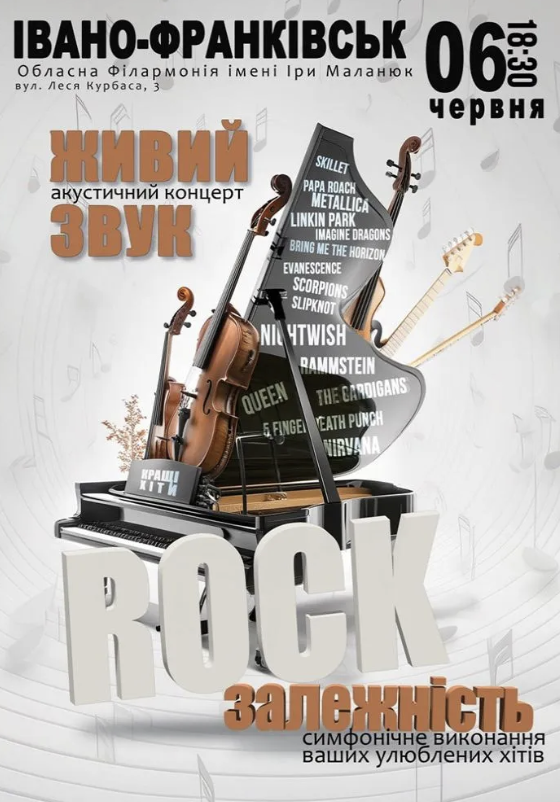 ІВАНО-ФРАНКІВСЬК
Обласна Філармонія імені Іри Маланюк
вул. Леся Курбаса, 3
06
18:30
червня
ЖИВИЙ
акустичний концерт
ЗВУК
SKILLET
PAPA ROACH
METALLICA
LINKIN PARK
IMAGINE DRAGONS
BRING ME THE HORIZON
EVANESCENCE
SCORPIONS
SLIPKNOT
NIGHTWISH
RAMMSTEIN
QUEEN
THE CARDIGANS
5 FINGER DEATH PUNCH
NIRVANA
КРАЩІ
ХІТИ
ROCK
залежність
симфонічне виконання
ваших улюблених хітів